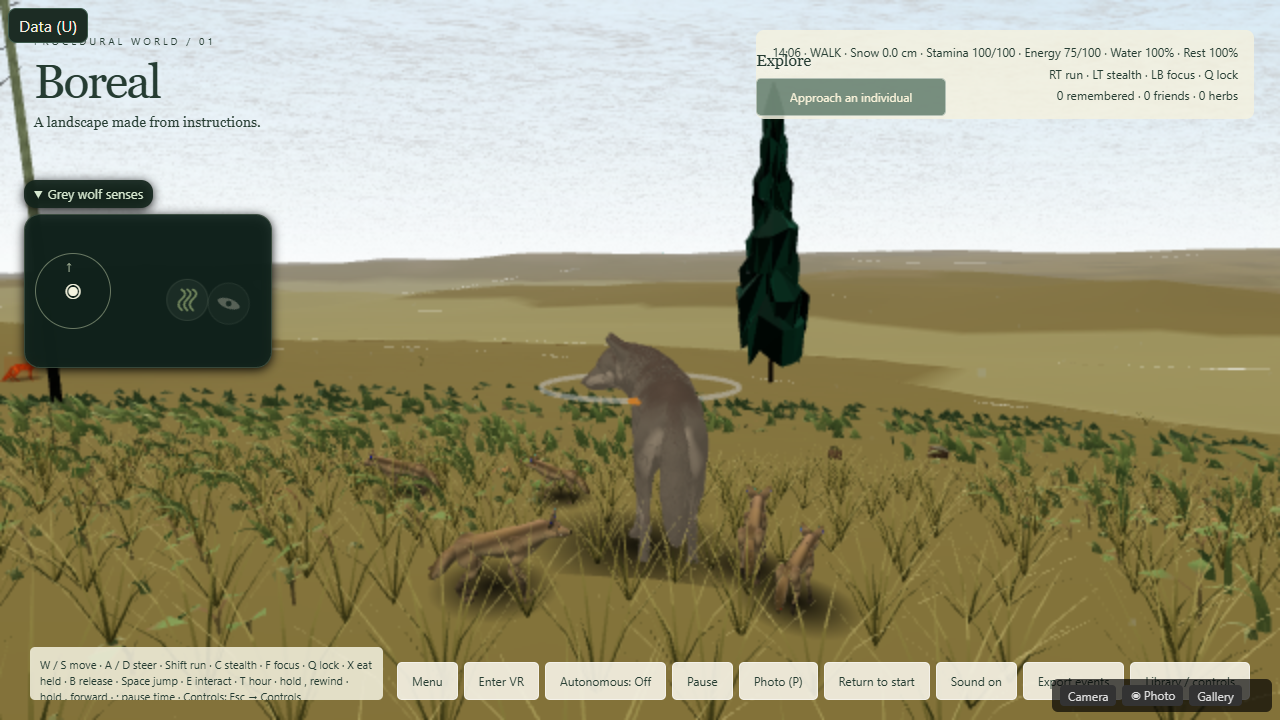 Data (U)
PROCEDURAL WORLD / 01
Boreal
A landscape made from instructions.
14:06 · WALK · Snow 0.0 cm · Stamina 100/100 · Energy 75/100 · Water 100% · Rest 100%
RT run · LT stealth · LB focus · Q lock
0 remembered · 0 friends · 0 herbs
Explore
Approach an individual
▼ Grey wolf senses
↑
W / S move · A / D steer · Shift run · C stealth · F focus · Q lock · X eat
held · B release · Space jump · E interact · T hour · hold , rewind ·
hold . forward · ; pause time · Controls: Esc → Controls
Menu
Enter VR
Autonomous: Off
Pause
Photo (P)
Return to start
Sound on
Export events
Library / controls
Camera
◉ Photo
Gallery